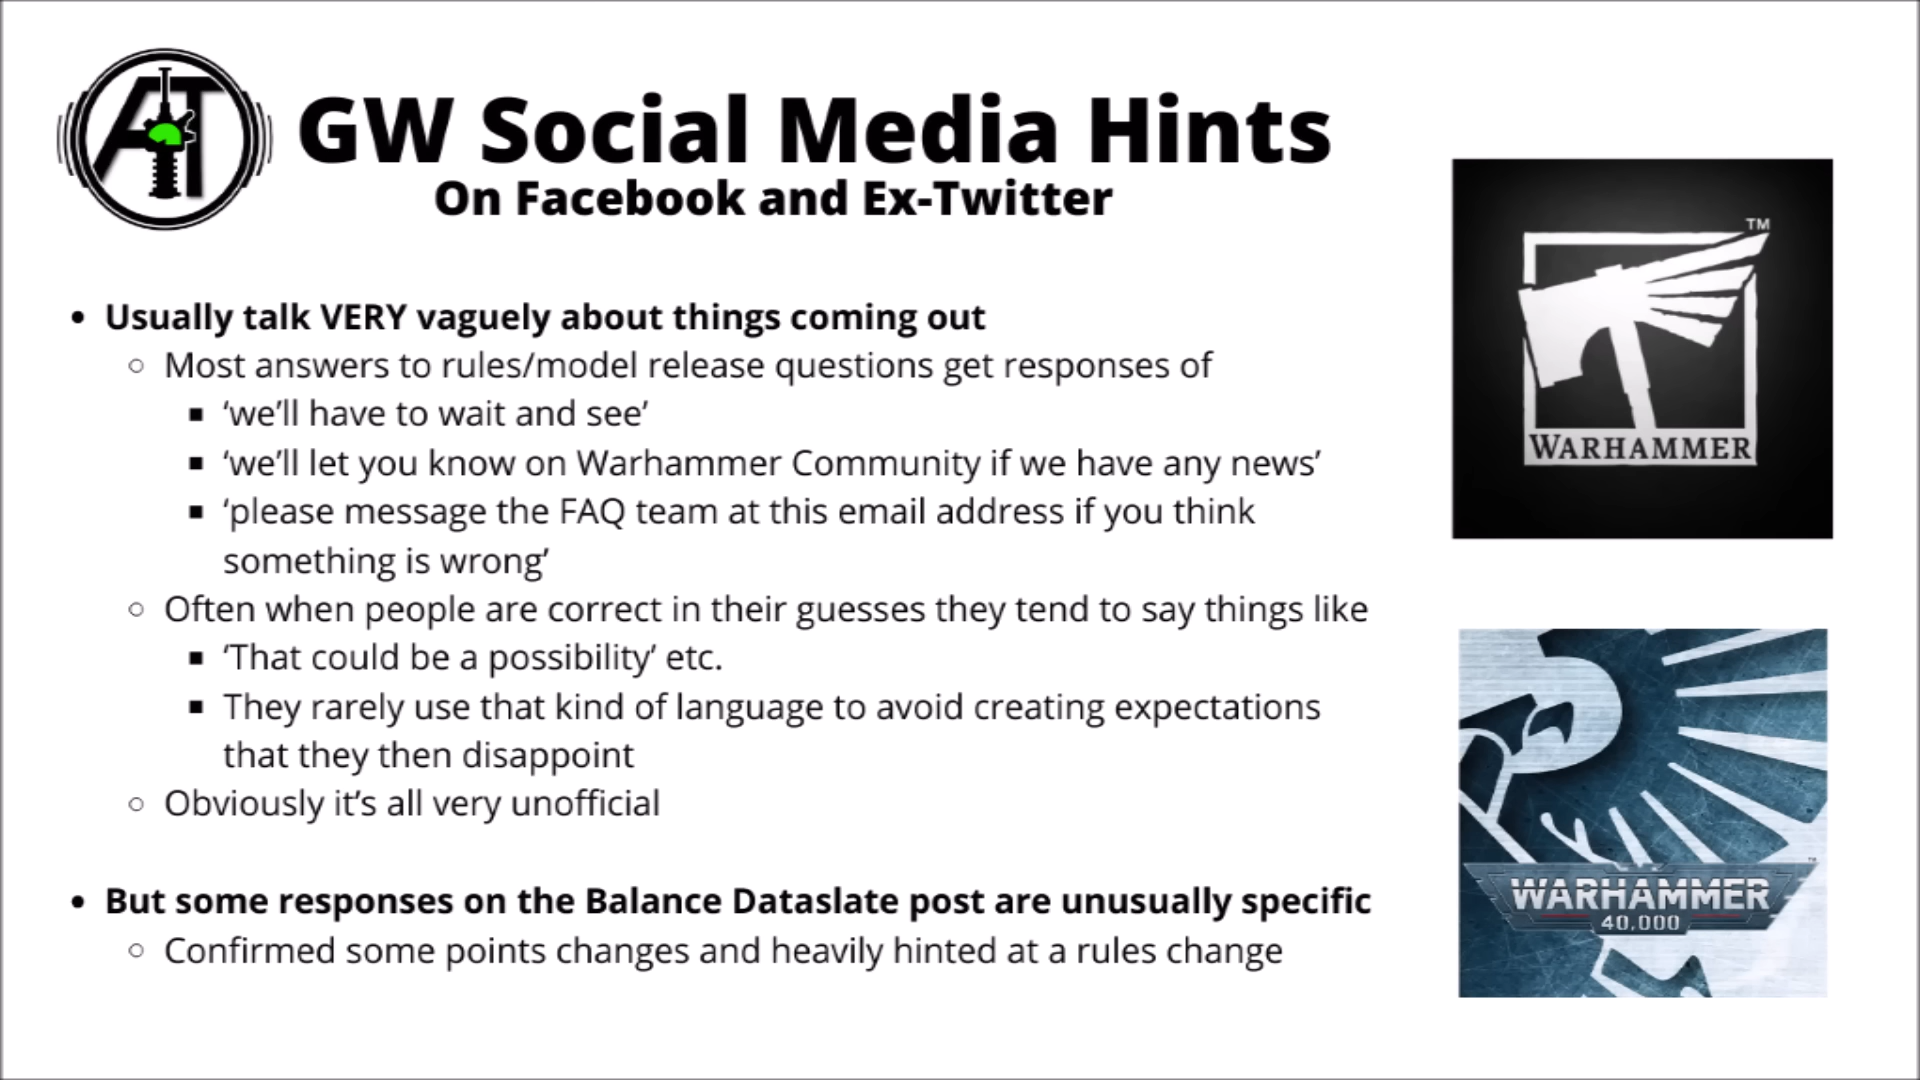 AT
GW Social Media Hints
On Facebook and Ex-Twitter
• Usually talk VERY vaguely about things coming out
○ Most answers to rules/model release questions get responses of
▪ ‘we’ll have to wait and see’
▪ ‘we’ll let you know on Warhammer Community if we have any news’
▪ ‘please message the FAQ team at this email address if you think
something is wrong’
○ Often when people are correct in their guesses they tend to say things like
▪ ‘That could be a possibility’ etc.
▪ They rarely use that kind of language to avoid creating expectations
that they then disappoint
○ Obviously it’s all very unofficial
• But some responses on the Balance Dataslate post are unusually specific
○ Confirmed some points changes and heavily hinted at a rules change
TM
WARHAMMER
WARHAMMER
40,000